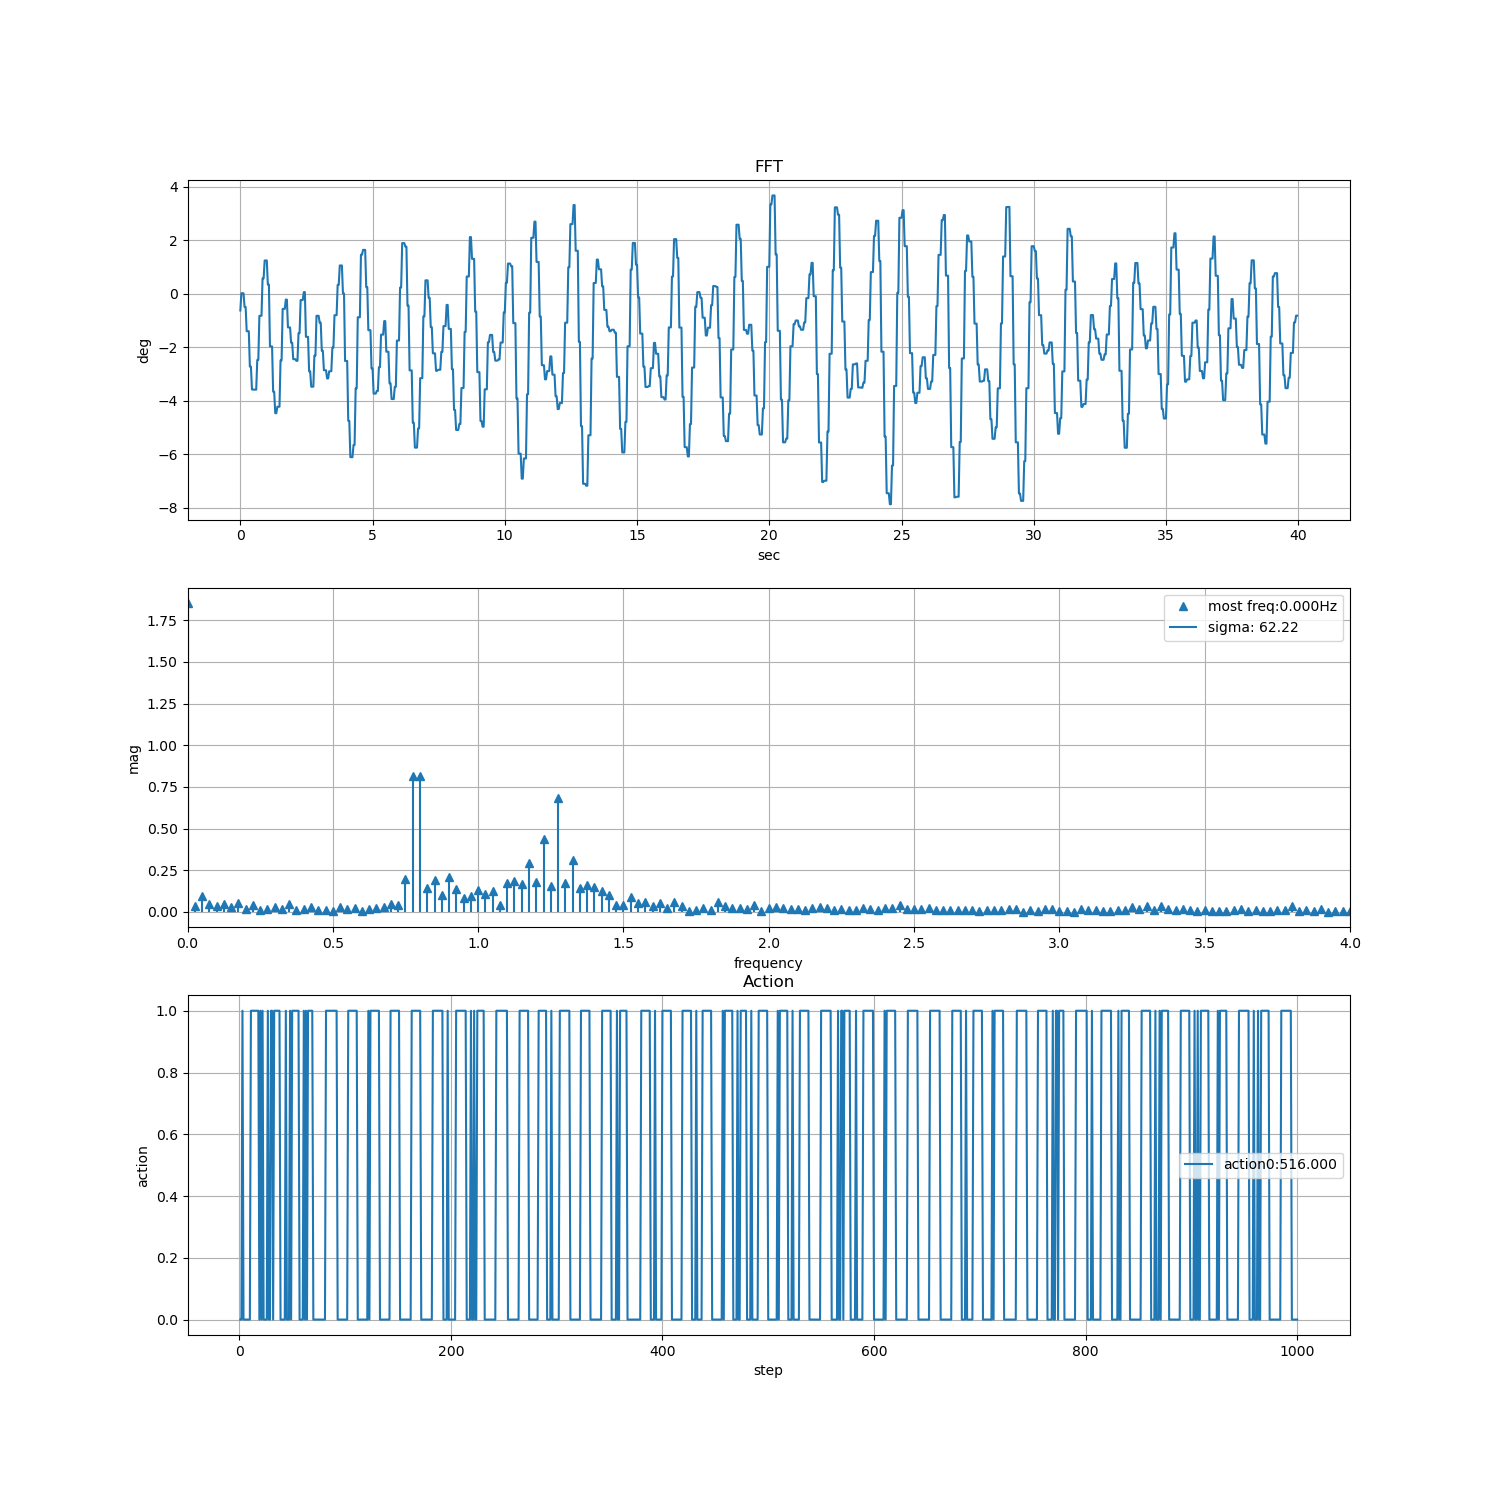 FFT
4
2
0
−2
−4
−6
−8
deg
0 5 10 15 20 25 30 35 40
sec
most freq:0.000Hz
sigma: 62.22
1.75
1.50
1.25
1.00
0.75
0.50
0.25
0.00
mag
0.0 0.5 1.0 1.5 2.0 2.5 3.0 3.5 4.0
frequency
Action
1.0
0.8
0.6
0.4
0.2
0.0
action
action0:516.000
0 200 400 600 800 1000
step